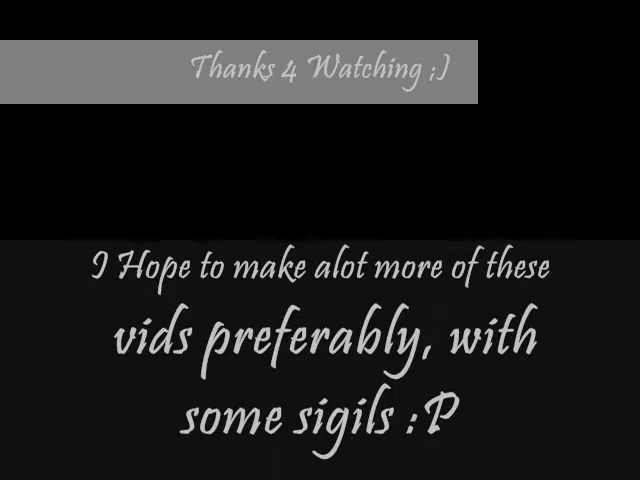 Thanks 4 Watching ;)
I Hope to make alot more of these
vids preferably, with
some sigils :P